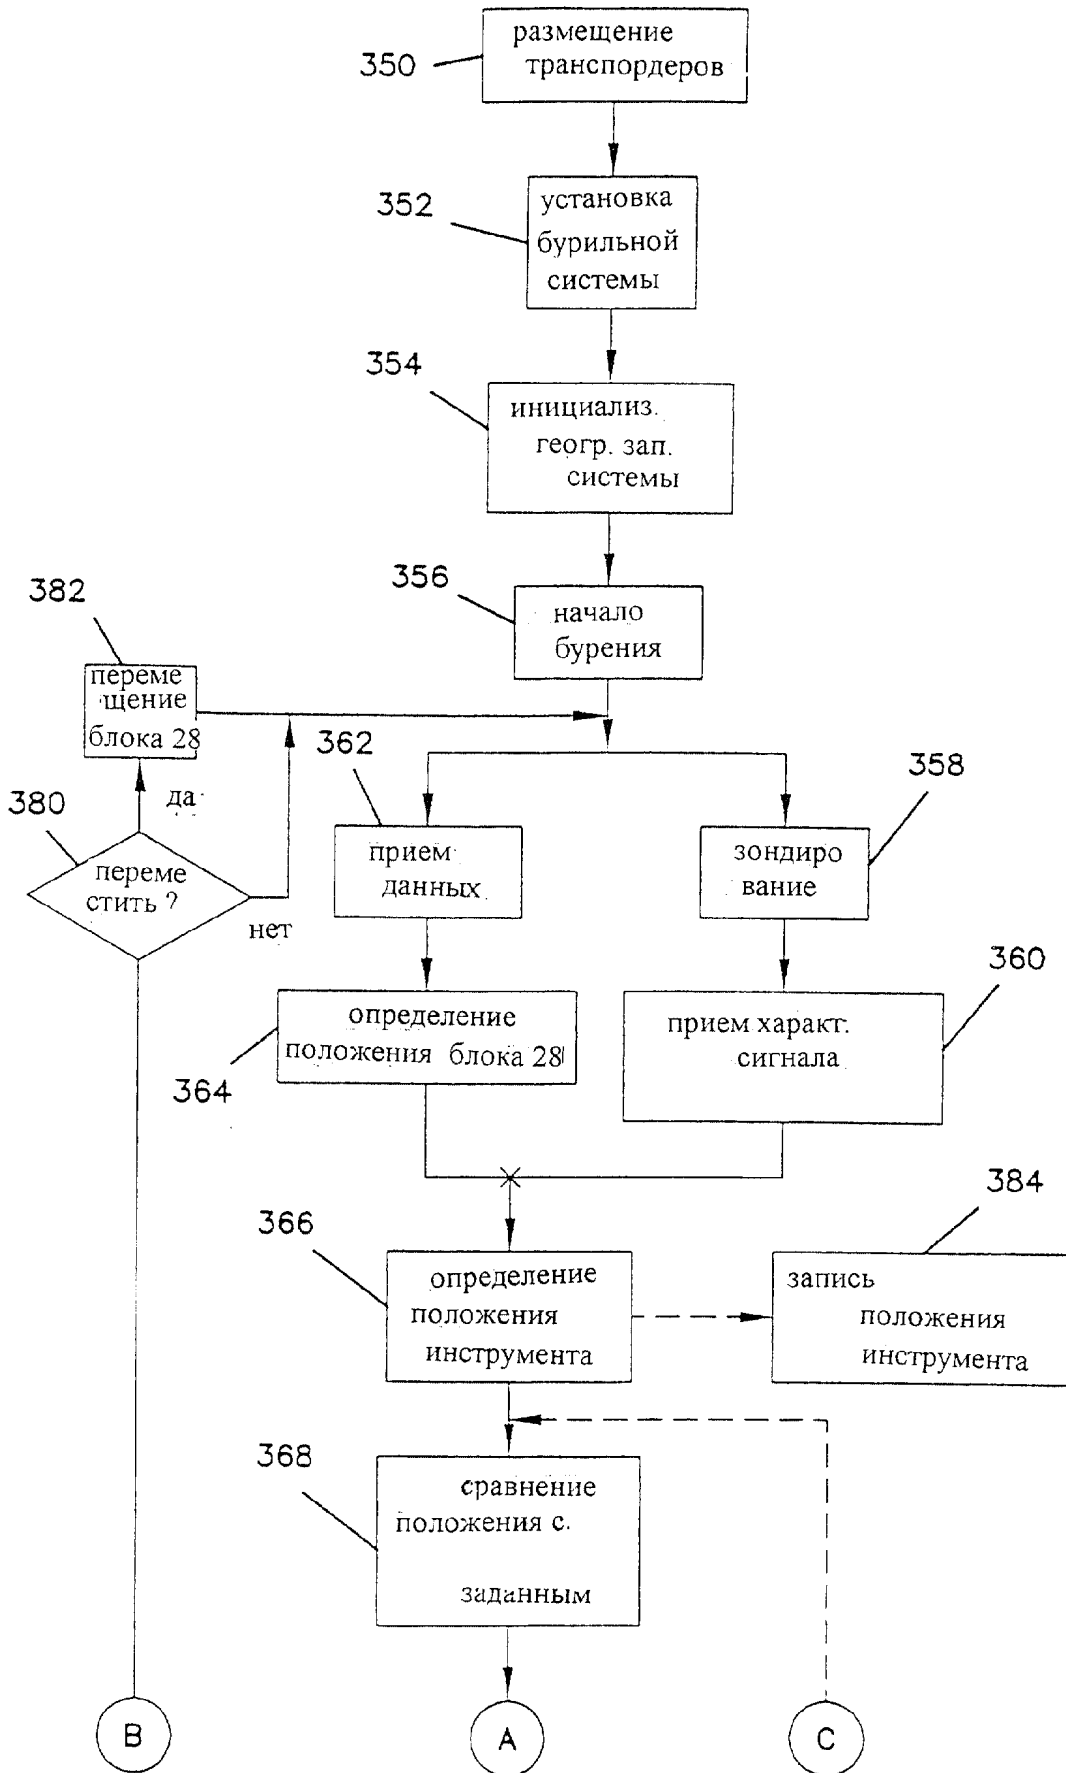 размещение
350
транспордеров
352
установка
бурильной
системы
354
инициализ.
геогр. зап.
системы
356
начало
бурения
382
переме
щение
блока 28
362
358
380
да
переме
стить ?
нет
прием
данных
зондиро
вание
360
определение
положения блока 28
364
прием характ.
сигнала
384
366
определение
положения
инструмента
запись
положения
инструмента
368
сравнение
положения с.
заданным
B
A
C